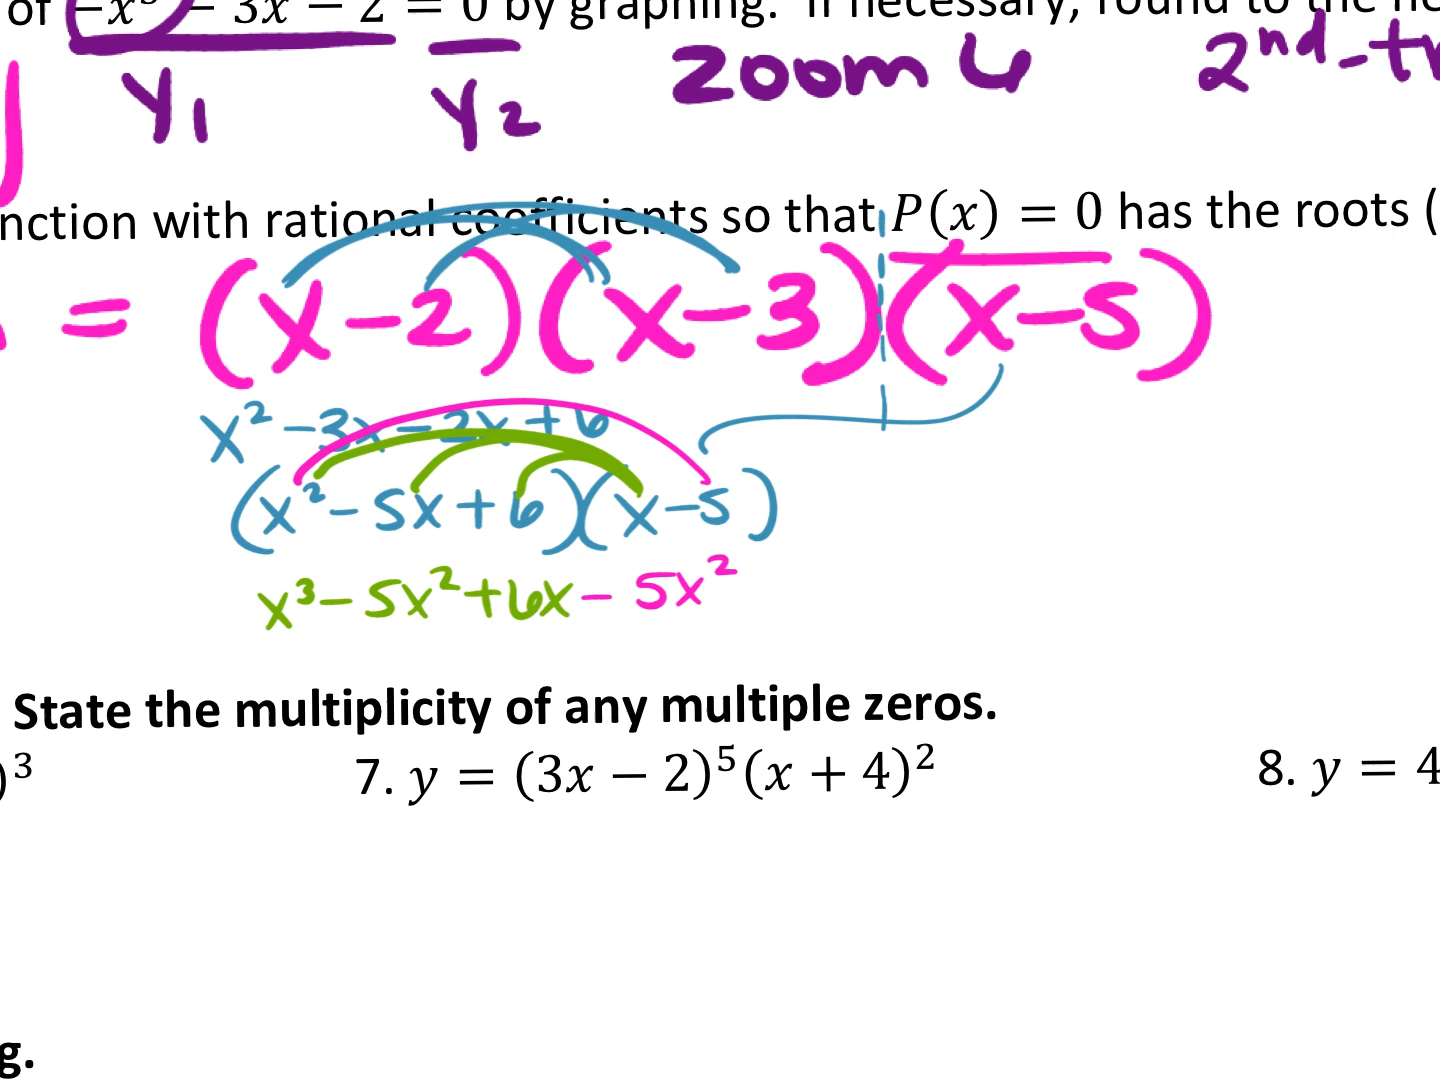 of −x³ − 3x − 2 = 0 by graphing. If necessary, round to the
Y1 Y2 zoom 6 2nd-
nction with rational coefficients so that P(x) = 0 has the roots (
= (x-2)(x-3)(x-5)
x² -3x -2x +6
(x² - 5x + 6)(x-5)
x³ - 5x² + 6x - 5x²
State the multiplicity of any multiple zeros.
)³ 7. y = (3x − 2)⁵(x + 4)² 8. y = 4
g.